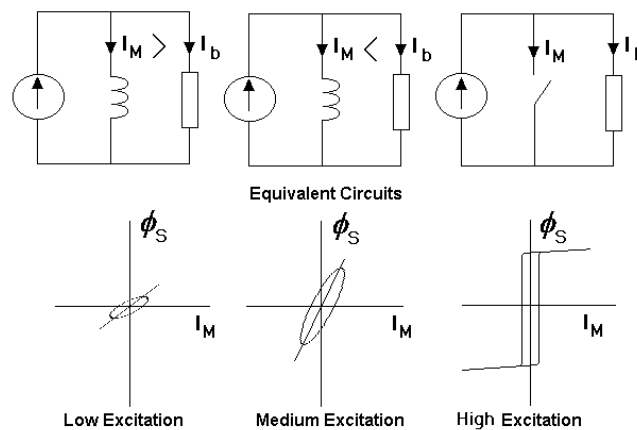 I_M > I_b
I_M < I_b
I_M
Equivalent Circuits
ϕ_S
ϕ_S
ϕ_S
I_M
I_M
I_M
Low Excitation
Medium Excitation
High Excitation